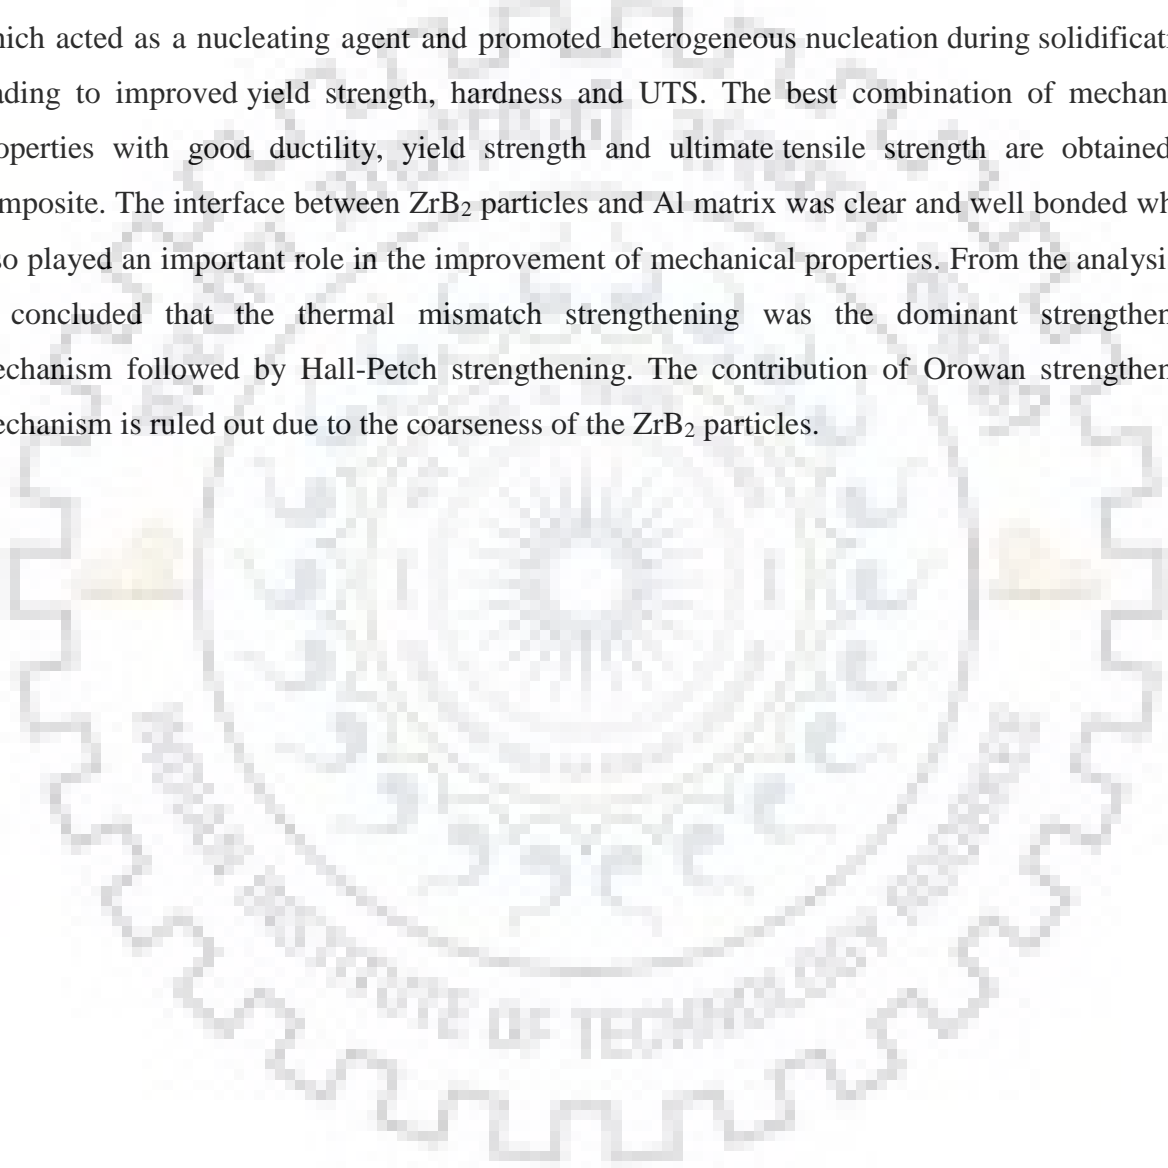 hich acted as a nucleating agent and promoted heterogeneous nucleation during solidificati
ading to improved yield strength, hardness and UTS. The best combination of mechan
operties with good ductility, yield strength and ultimate tensile strength are obtained
mposite. The interface between ZrB₂ particles and Al matrix was clear and well bonded wh
so played an important role in the improvement of mechanical properties. From the analysi
concluded that the thermal mismatch strengthening was the dominant strengthen
echanism followed by Hall-Petch strengthening. The contribution of Orowan strengthen
echanism is ruled out due to the coarseness of the ZrB₂ particles.
INSTITUTE OF TECHNOLOGY